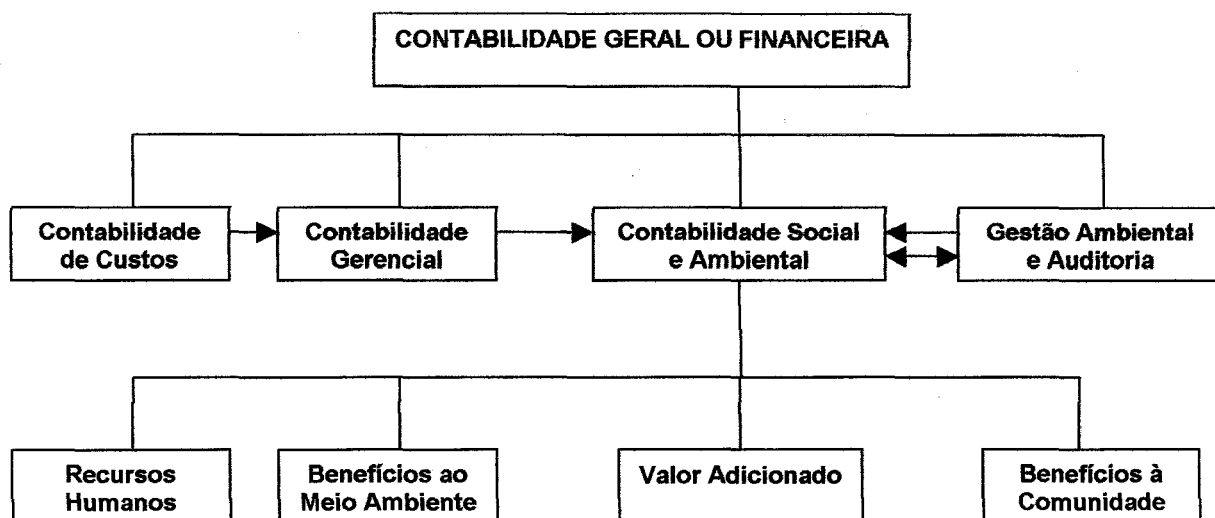 CONTABILIDADE GERAL OU FINANCEIRA
Contabilidade
de Custos
Contabilidade
Gerencial
Contabilidade Social
e Ambiental
Gestão Ambiental
e Auditoria
Recursos
Humanos
Benefícios ao
Meio Ambiente
Valor Adicionado
Benefícios à
Comunidade